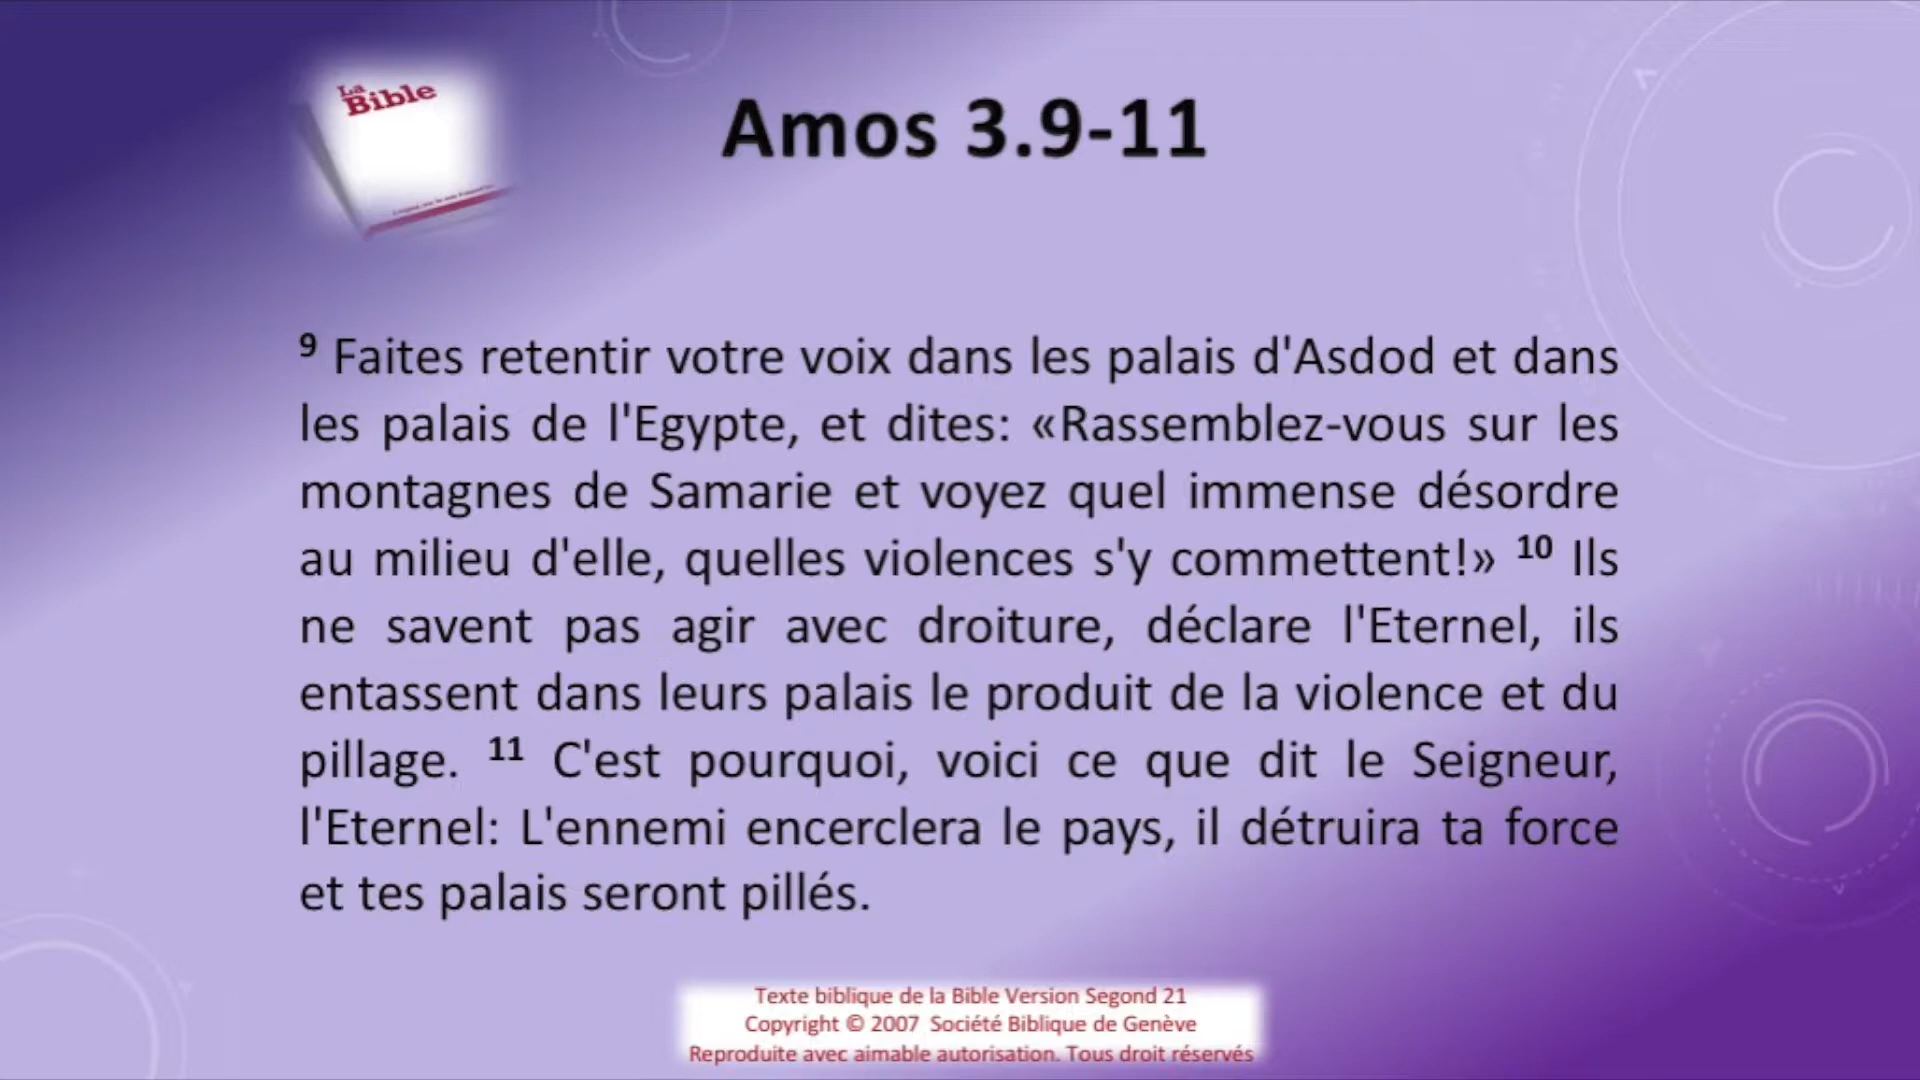 La
Bible
Amos 3.9-11
9 Faites retentir votre voix dans les palais d'Asdod et dans
les palais de l'Egypte, et dites: «Rassemblez-vous sur les
montagnes de Samarie et voyez quel immense désordre
au milieu d'elle, quelles violences s'y commettent!» 10 Ils
ne savent pas agir avec droiture, déclare l'Eternel, ils
entassent dans leurs palais le produit de la violence et du
pillage. 11 C'est pourquoi, voici ce que dit le Seigneur,
l'Eternel: L'ennemi encerclera le pays, il détruira ta force
et tes palais seront pillés.
Texte biblique de la Bible Version Segond 21
Copyright © 2007 Société Biblique de Genève
Reproduite avec aimable autorisation. Tous droit réservés